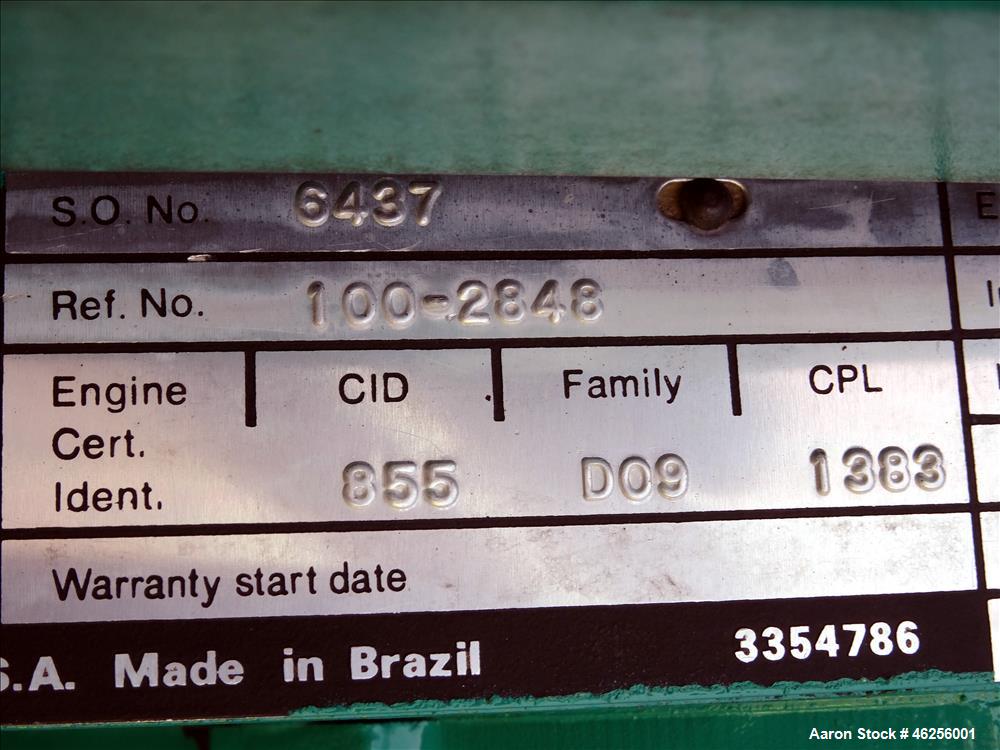 S.O. No. 6437
Ref. No. 100-2848
Engine Cert. Ident. CID Family CPL
855 D09 1383
Warranty start date
S.A. Made in Brazil 3354786
Aaron Stock # 46256001